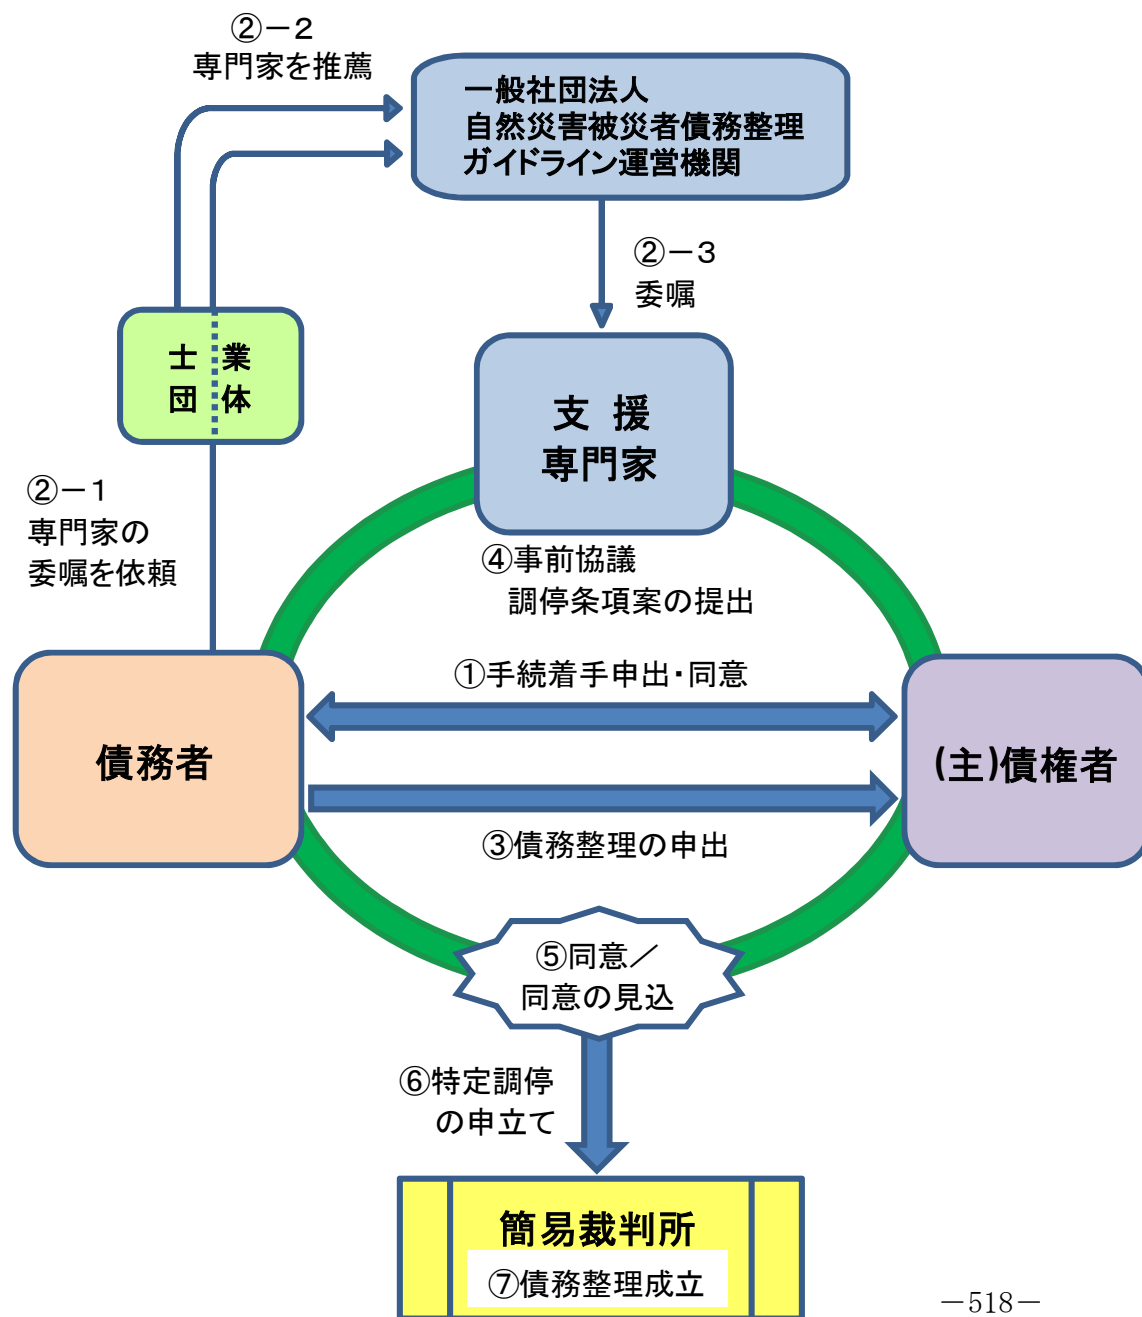 ②－2
専門家を推薦
一般社団法人
自然災害被災者債務整理
ガイドライン運営機関
②－3
委嘱
士 業
団 体
支 援
専門家
②－1
専門家の
委嘱を依頼
④事前協議
調停条項案の提出
①手続着手申出・同意
債務者
(主)債権者
③債務整理の申出
⑤同意／
同意の見込
⑥特定調停
の申立て
簡易裁判所
⑦債務整理成立
－518－